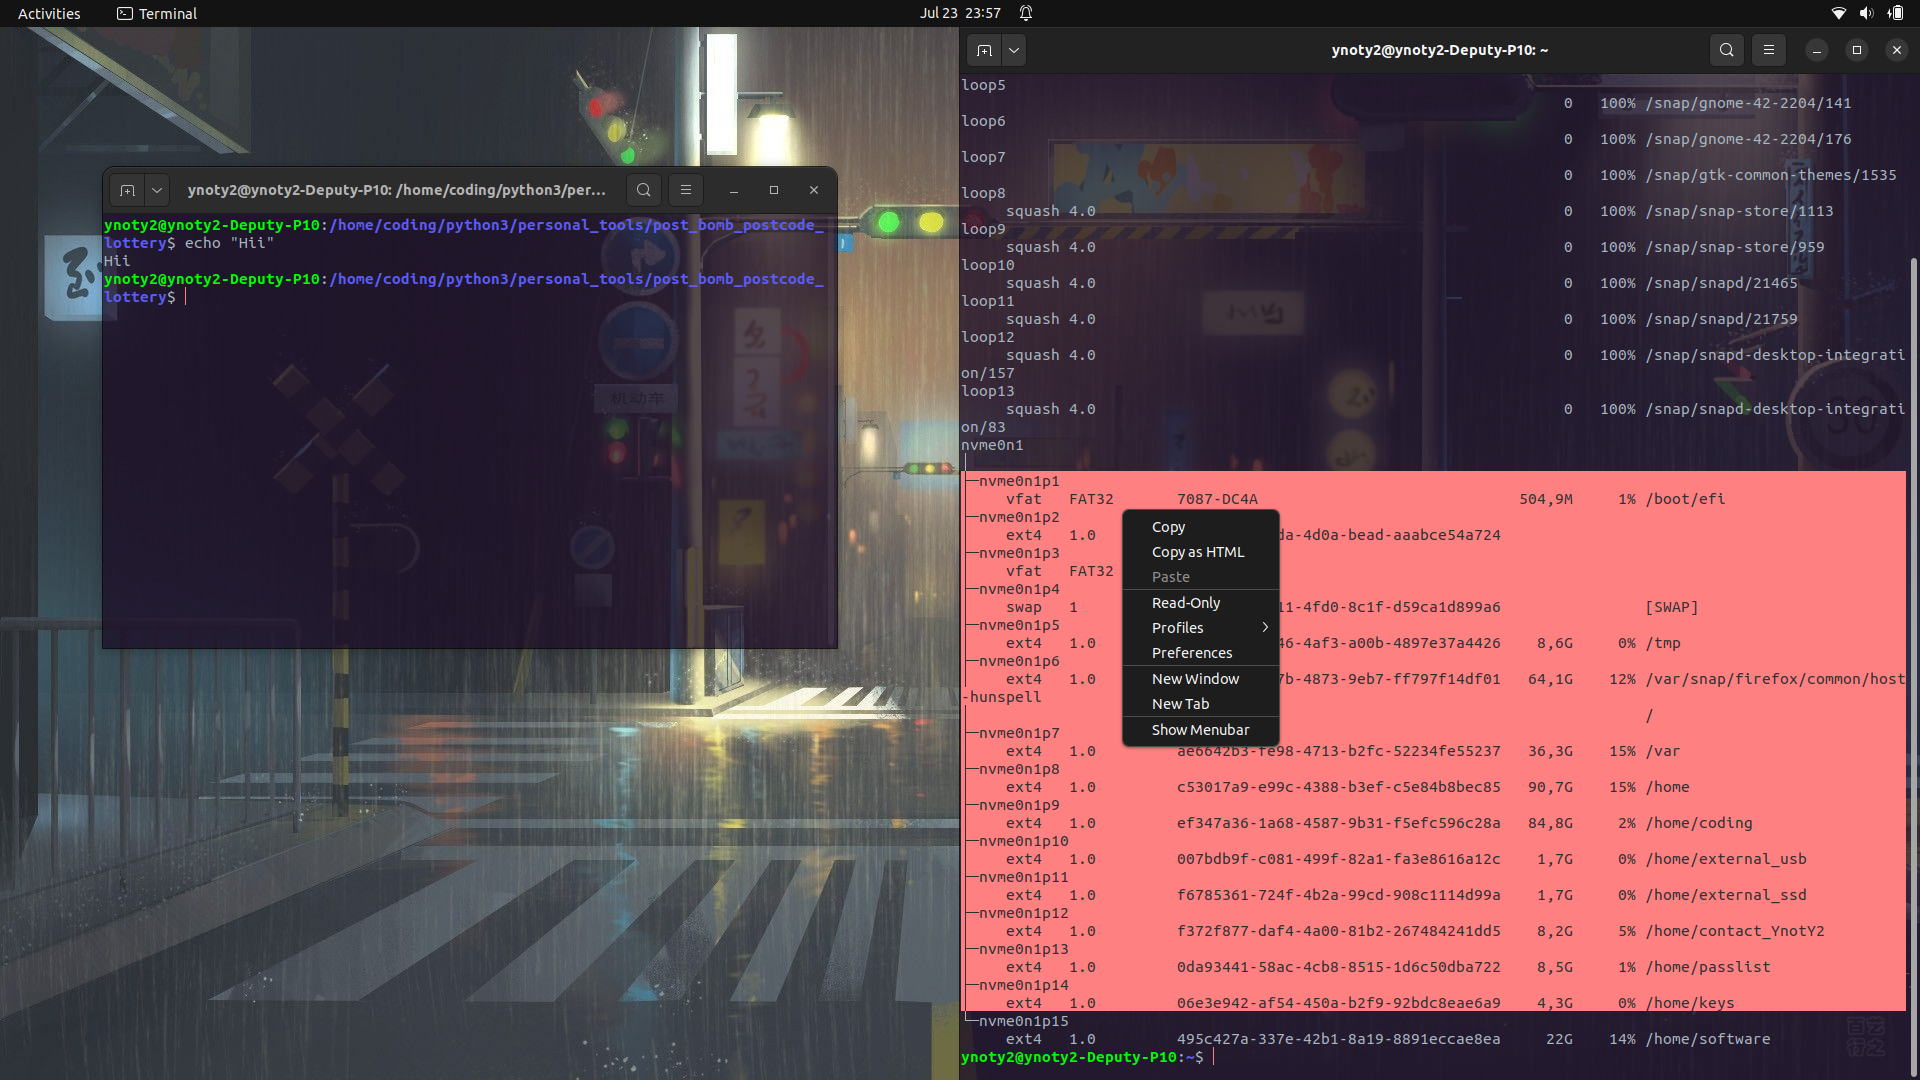 Activities
Terminal
Jul 23 23:57
ynoty2@ynoty2-Deputy-P10: /home/coding/python3/per...
ynoty2@ynoty2-Deputy-P10:/home/coding/python3/personal_tools/post_bomb_postcode_
lottery$ echo "Hii"
Hii
ynoty2@ynoty2-Deputy-P10:/home/coding/python3/personal_tools/post_bomb_postcode_
lottery$
机动车
ynoty2@ynoty2-Deputy-P10: ~
loop5
0 100% /snap/gnome-42-2204/141
loop6
0 100% /snap/gnome-42-2204/176
loop7
0 100% /snap/gtk-common-themes/1535
loop8
squash 4.0 0 100% /snap/snap-store/1113
loop9
squash 4.0 0 100% /snap/snap-store/959
loop10
squash 4.0 0 100% /snap/snapd/21465
loop11
squash 4.0 0 100% /snap/snapd/21759
loop12
squash 4.0 0 100% /snap/snapd-desktop-integrati
on/157
loop13
squash 4.0 0 100% /snap/snapd-desktop-integrati
on/83
nvme0n1
├─nvme0n1p1
vfat FAT32 7087-DC4A 504,9M 1% /boot/efi
├─nvme0n1p2
ext4 1.0 da-4d0a-bead-aaabce54a724
├─nvme0n1p3
vfat FAT32
├─nvme0n1p4
swap 1 11-4fd0-8c1f-d59ca1d899a6 [SWAP]
├─nvme0n1p5
ext4 1.0 46-4af3-a00b-4897e37a4426 8,6G 0% /tmp
├─nvme0n1p6
ext4 1.0 7b-4873-9eb7-ff797f14df01 64,1G 12% /var/snap/firefox/common/host
-hunspell
/
├─nvme0n1p7
ext4 1.0 ae6642b3-fe98-4713-b2fc-52234fe55237 36,3G 15% /var
├─nvme0n1p8
ext4 1.0 c53017a9-e99c-4388-b3ef-c5e84b8bec85 90,7G 15% /home
├─nvme0n1p9
ext4 1.0 ef347a36-1a68-4587-9b31-f5efc596c28a 84,8G 2% /home/coding
├─nvme0n1p10
ext4 1.0 007bdb9f-c081-499f-82a1-fa3e8616a12c 1,7G 0% /home/external_usb
├─nvme0n1p11
ext4 1.0 f6785361-724f-4b2a-99cd-908c1114d99a 1,7G 0% /home/external_ssd
├─nvme0n1p12
ext4 1.0 f372f877-daf4-4a00-81b2-267484241dd5 8,2G 5% /home/contact_YnotY2
├─nvme0n1p13
ext4 1.0 0da93441-58ac-4cb8-8515-1d6c50dba722 8,5G 1% /home/passlist
├─nvme0n1p14
ext4 1.0 06e3e942-af54-450a-b2f9-92bdc8eae6a9 4,3G 0% /home/keys
└─nvme0n1p15
ext4 1.0 495c427a-337e-42b1-8a19-8891eccae8ea 22G 14% /home/software
ynoty2@ynoty2-Deputy-P10:~$
Copy
Copy as HTML
Paste
Read-Only
Profiles
Preferences
New Window
New Tab
Show Menubar